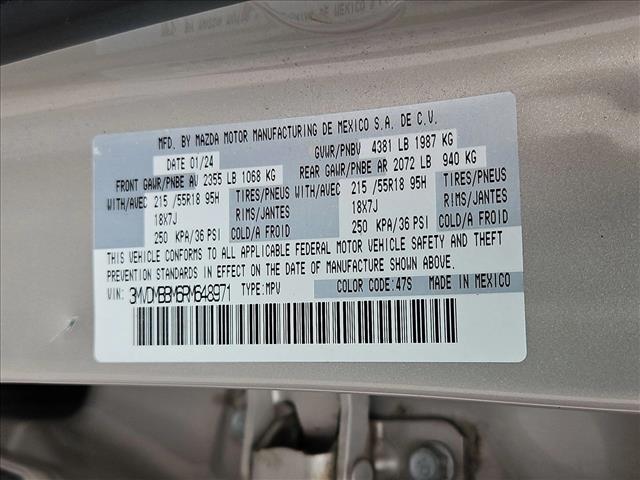 MFD. BY MAZDA MOTOR MANUFACTURING DE MEXICO S.A. DE C.V.
DATE 01/24 GVWR/PNBV 4381 LB 1987 KG
FRONT GAWR/PNBE AU 2355 LB 1068 KG REAR GAWR/PNBE AR 2072 LB 940 KG
WITH/AVEC 215 /55R18 95H TIRES/PNEUS WITH/AVEC 215 /55R18 95H TIRES/PNEUS
18X7J RIMS/JANTES 18X7J RIMS/JANTES
250 KPA/36 PSI COLD/A FROID 250 KPA/36 PSI COLD/A FROID
THIS VEHICLE CONFORMS TO ALL APPLICABLE FEDERAL MOTOR VEHICLE SAFETY AND THEFT
PREVENTION STANDARDS IN EFFECT ON THE DATE OF MANUFACTURE SHOWN ABOVE.
VIN: 3MVDMBBM6RM648971 TYPE:MPV COLOR CODE:47S MADE IN MEXICO